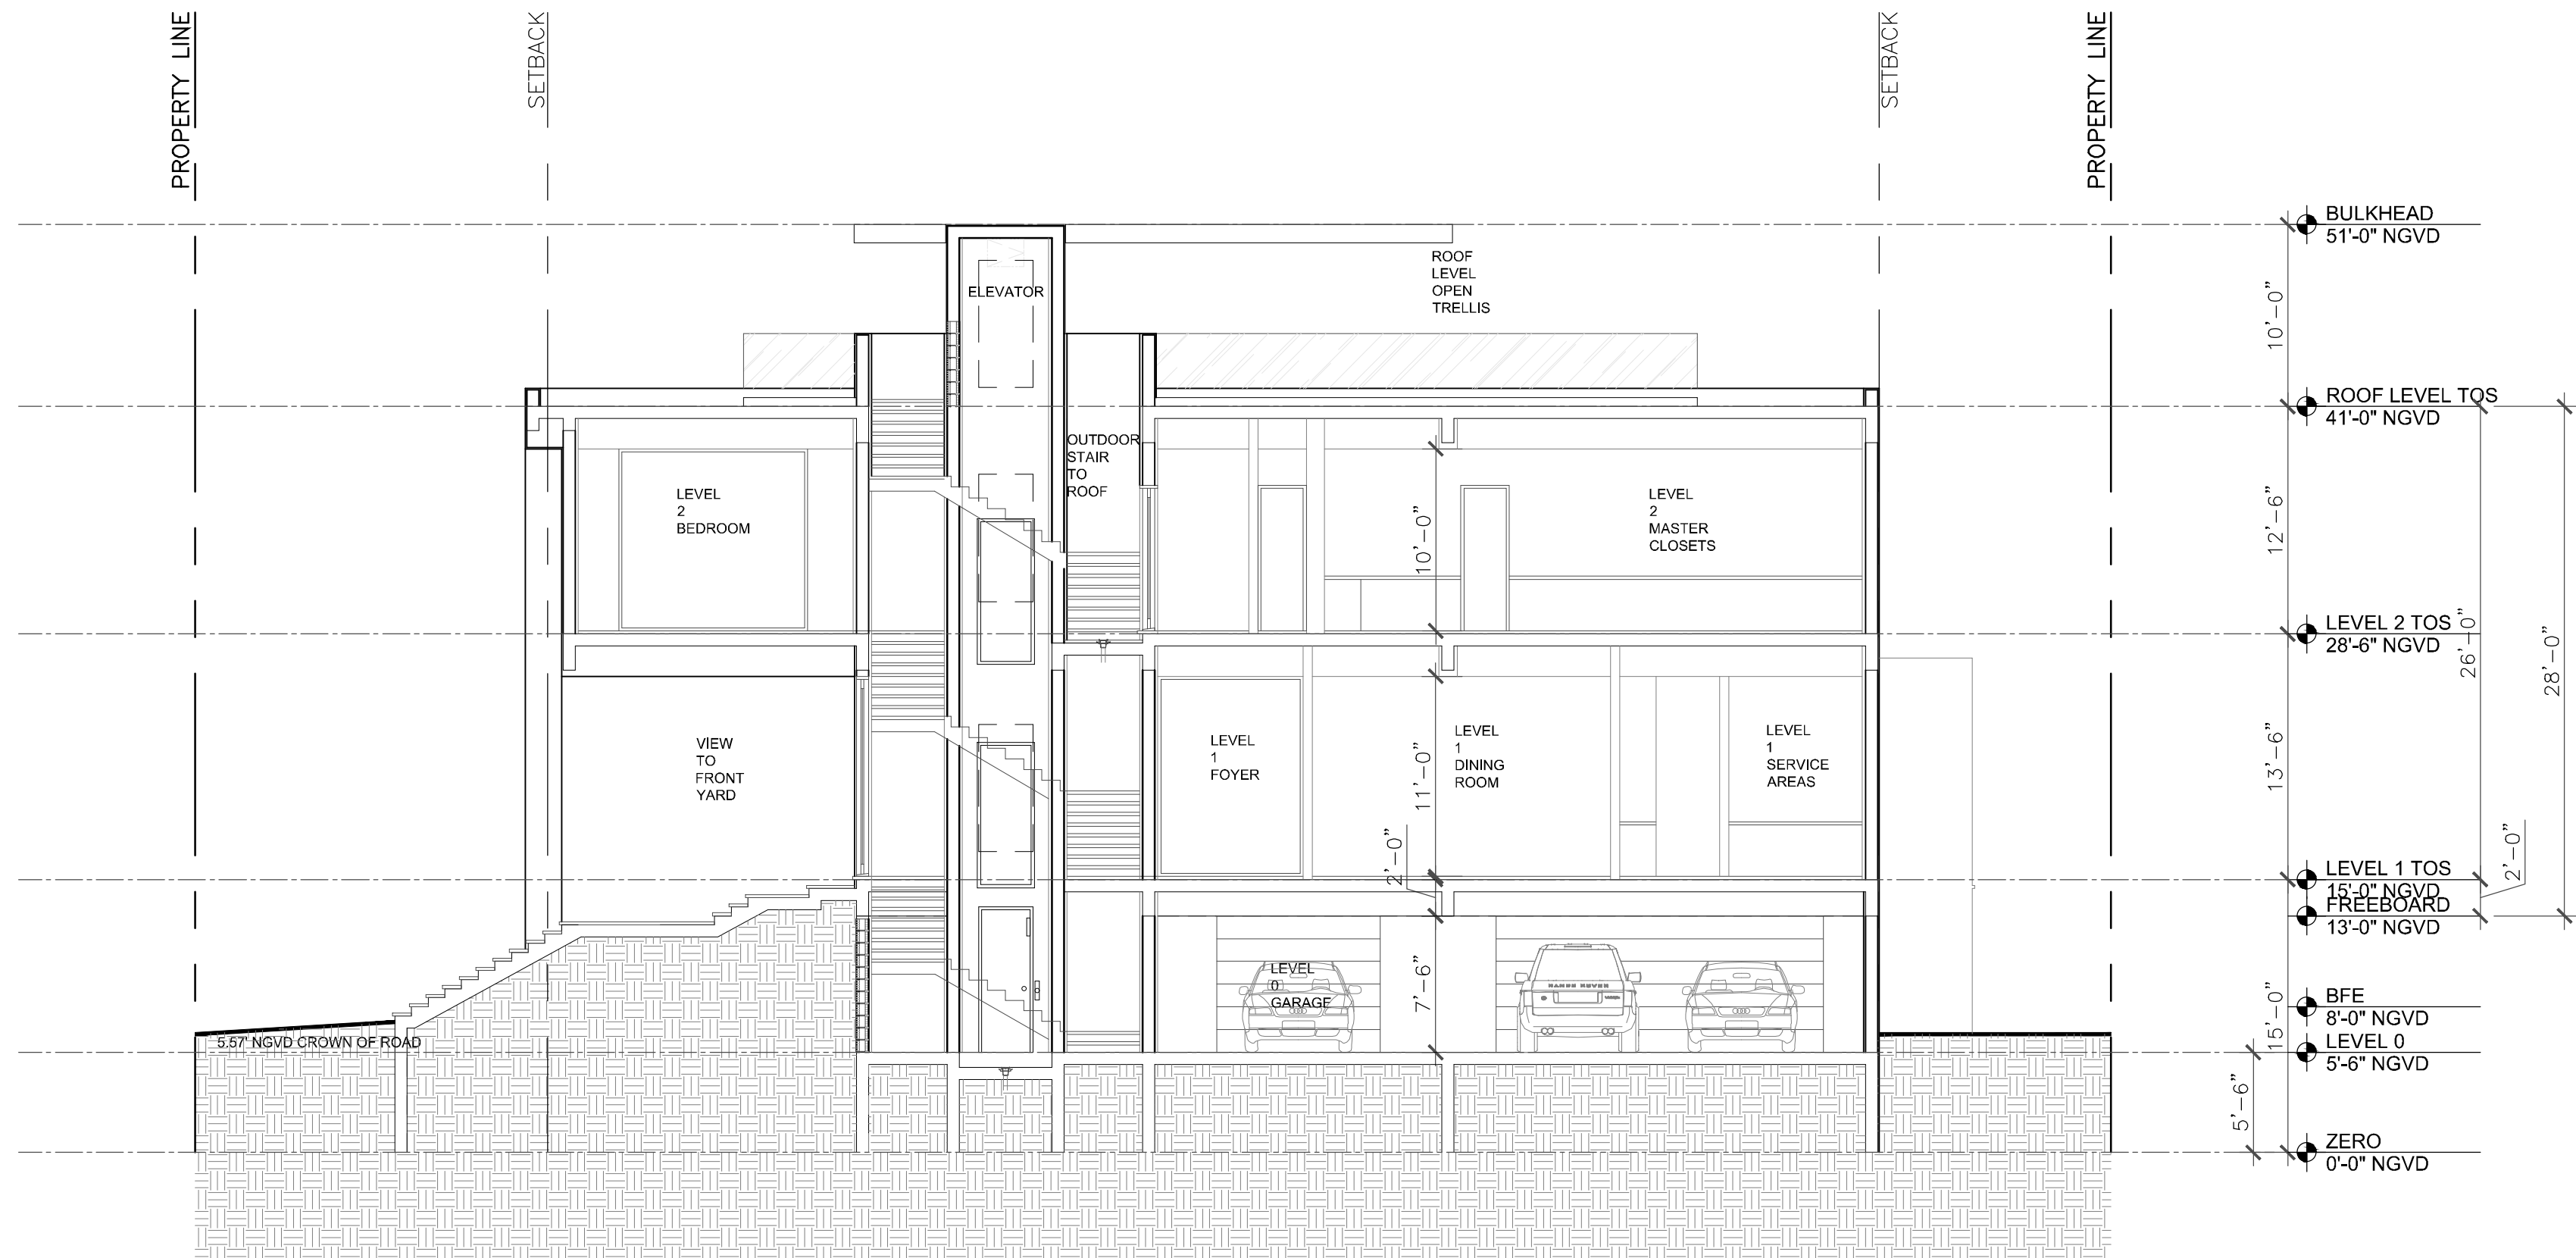 PROPERTY LINE
SETBACK
SETBACK
PROPERTY LINE
BULKHEAD
51'-0" NGVD
10'-0"
ROOF
LEVEL
OPEN
TRELLIS
ELEVATOR
ROOF LEVEL TOS
41'-0" NGVD
OUTDOOR
STAIR
TO
ROOF
LEVEL
2
BEDROOM
10'-0"
LEVEL
2
MASTER
CLOSETS
12'-6"
LEVEL 2 TOS
28'-6" NGVD
26'-0"
28'-0"
VIEW
TO
FRONT
YARD
LEVEL
1
FOYER
11'-0"
LEVEL
1
DINING
ROOM
LEVEL
1
SERVICE
AREAS
13'-6"
2'-0"
2'-0"
LEVEL 1 TOS
15'-0" NGVD
FREEBOARD
13'-0" NGVD
LEVEL
0
GARAGE
7'-6"
RANGE ROVER
BFE
8'-0" NGVD
15'-0"
5.57' NGVD CROWN OF ROAD
LEVEL 0
5'-6" NGVD
5'-6"
ZERO
0'-0" NGVD